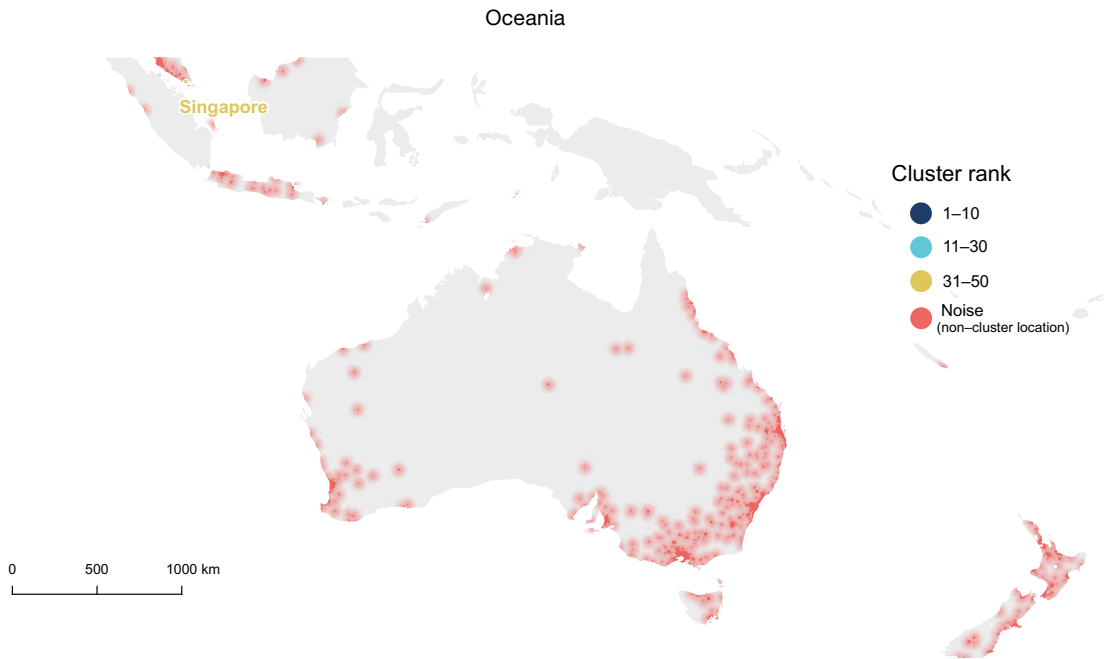 Oceania
Singapore
Cluster rank
1–10
11–30
31–50
Noise
(non–cluster location)
0 500 1000 km